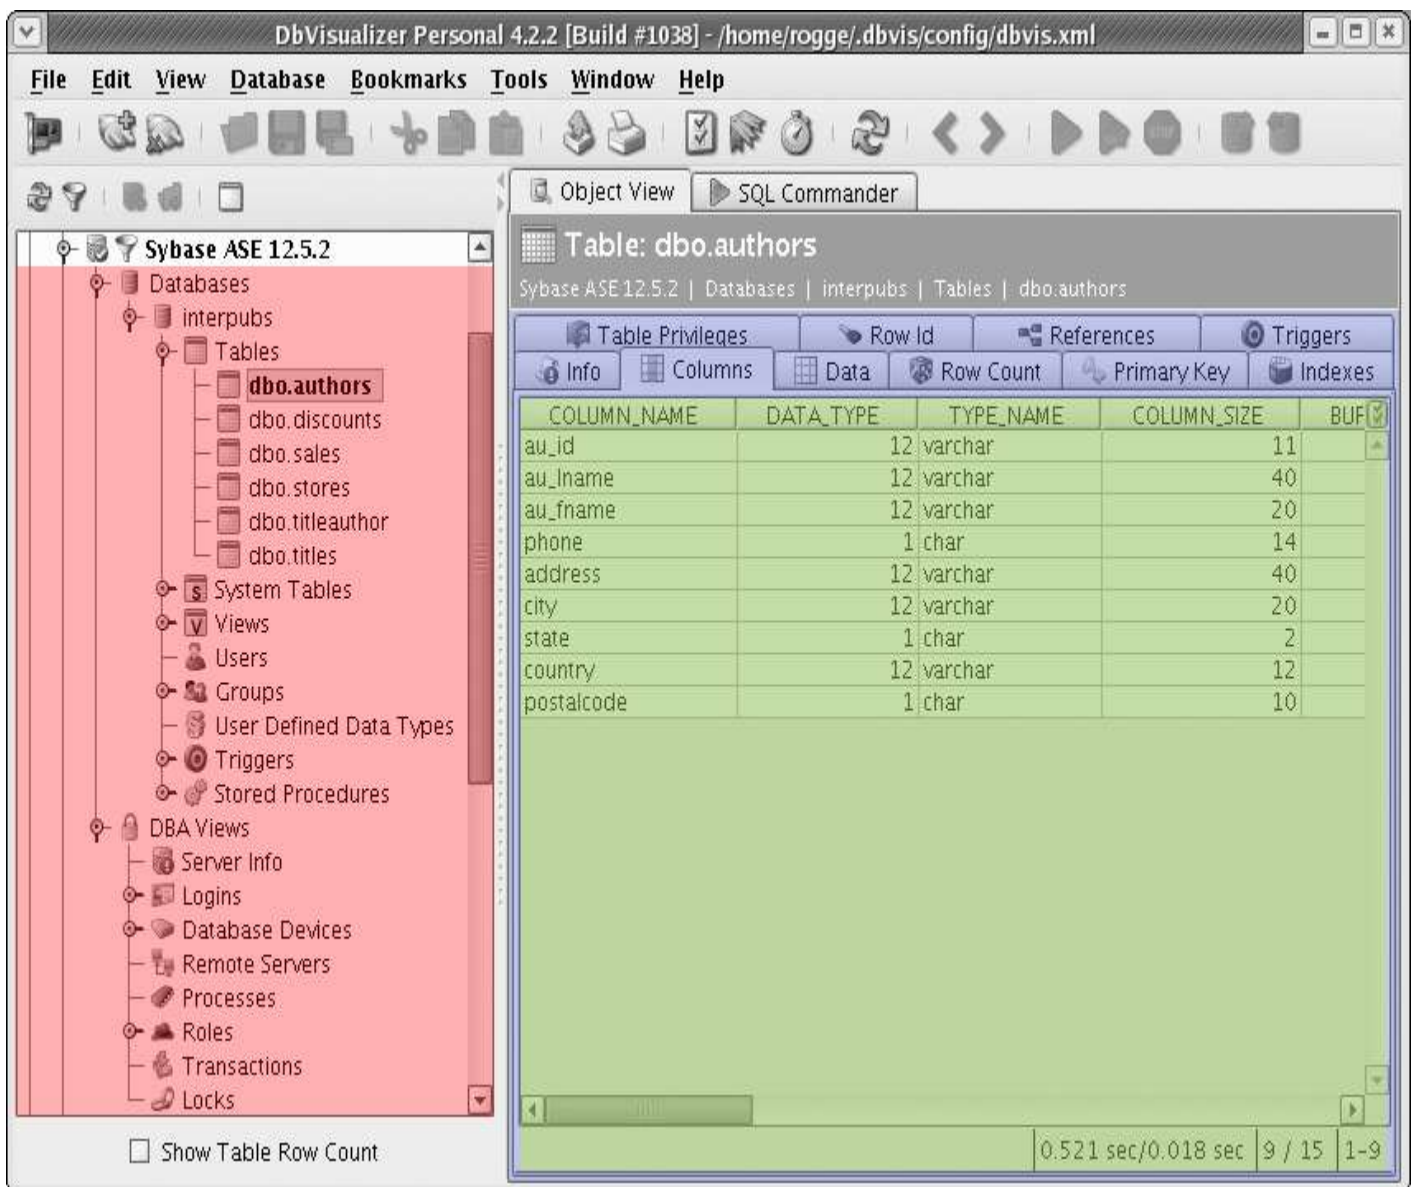 DbVisualizer Personal 4.2.2 [Build #1038] - /home/rogge/.dbvis/config/dbvis.xml
File Edit View Database Bookmarks Tools Window Help
Object View SQL Commander
Sybase ASE 12.5.2
Databases
interpubs
Tables
dbo.authors
dbo.discounts
dbo.sales
dbo.stores
dbo.titleauthor
dbo.titles
System Tables
Views
Users
Groups
User Defined Data Types
Triggers
Stored Procedures
DBA Views
Server Info
Logins
Database Devices
Remote Servers
Processes
Roles
Transactions
Locks
Show Table Row Count
Table: dbo.authors
Sybase ASE 12.5.2 | Databases | interpubs | Tables | dbo.authors
Table Privileges Row Id References Triggers
Info Columns Data Row Count Primary Key Indexes
COLUMN_NAME DATA_TYPE TYPE_NAME COLUMN_SIZE BUF
au_id 12 varchar 11
au_lname 12 varchar 40
au_fname 12 varchar 20
phone 1 char 14
address 12 varchar 40
city 12 varchar 20
state 1 char 2
country 12 varchar 12
postalcode 1 char 10
0.521 sec/0.018 sec 9 / 15 1-9